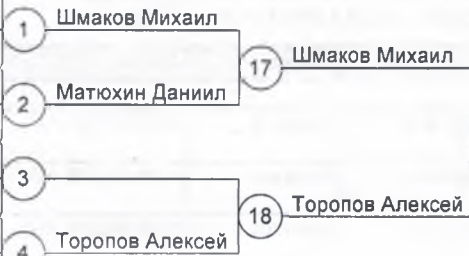 1 Шмаков Михаил
17 Шмаков Михаил
2 Матюхин Даниил
3
18 Торопов Алексей
4 Торопов Алексей